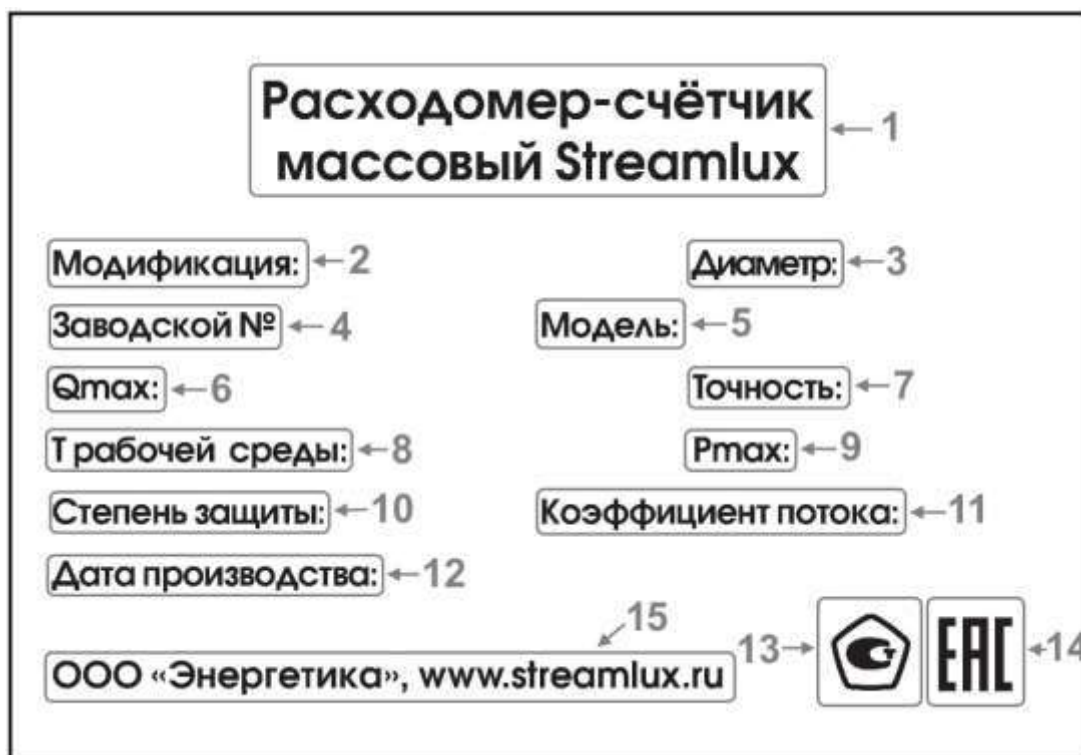 Расходомер-счётчик
массовый Streamlux
1
Модификация: 2
Диаметр: 3
Заводской № 4
Модель: 5
Qmax: 6
Точность: 7
Т рабочей среды: 8
Pmax: 9
Степень защиты: 10
Коэффициент потока: 11
Дата производства: 12
15
ООО «Энергетика», www.streamlux.ru
13
ЕАС 14